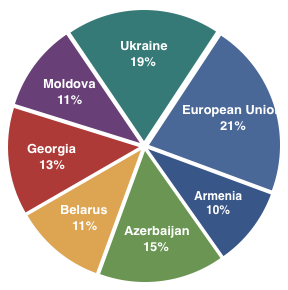 Ukraine
19%
European Unio
21%
Armenia
10%
Azerbaijan
15%
Belarus
11%
Georgia
13%
Moldova
11%